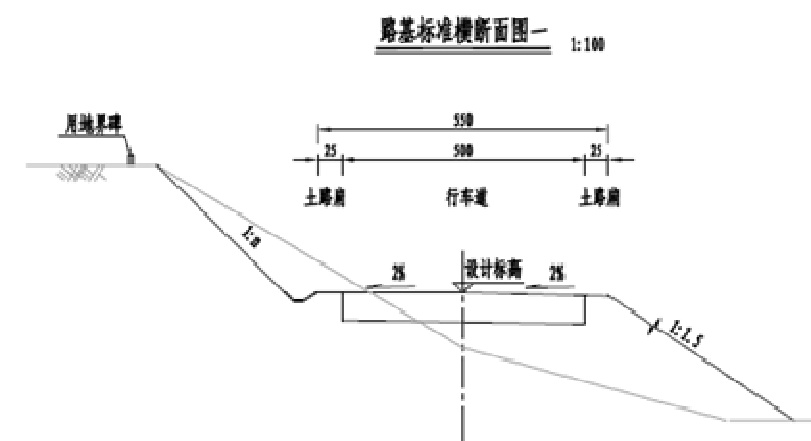 路基标准横断面图一 1:100
用地界碑
550
25 500 25
土路肩 行车道 土路肩
1:n
2% 设计标高 2%
1:1.5